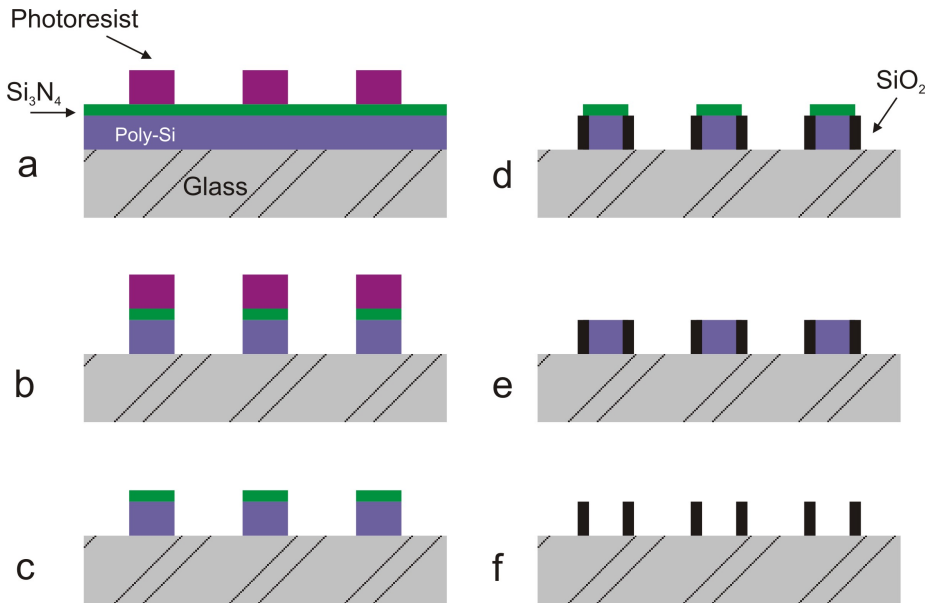 Photoresist
Si₃N₄
Poly-Si
a
Glass
b
c
SiO₂
d
e
f